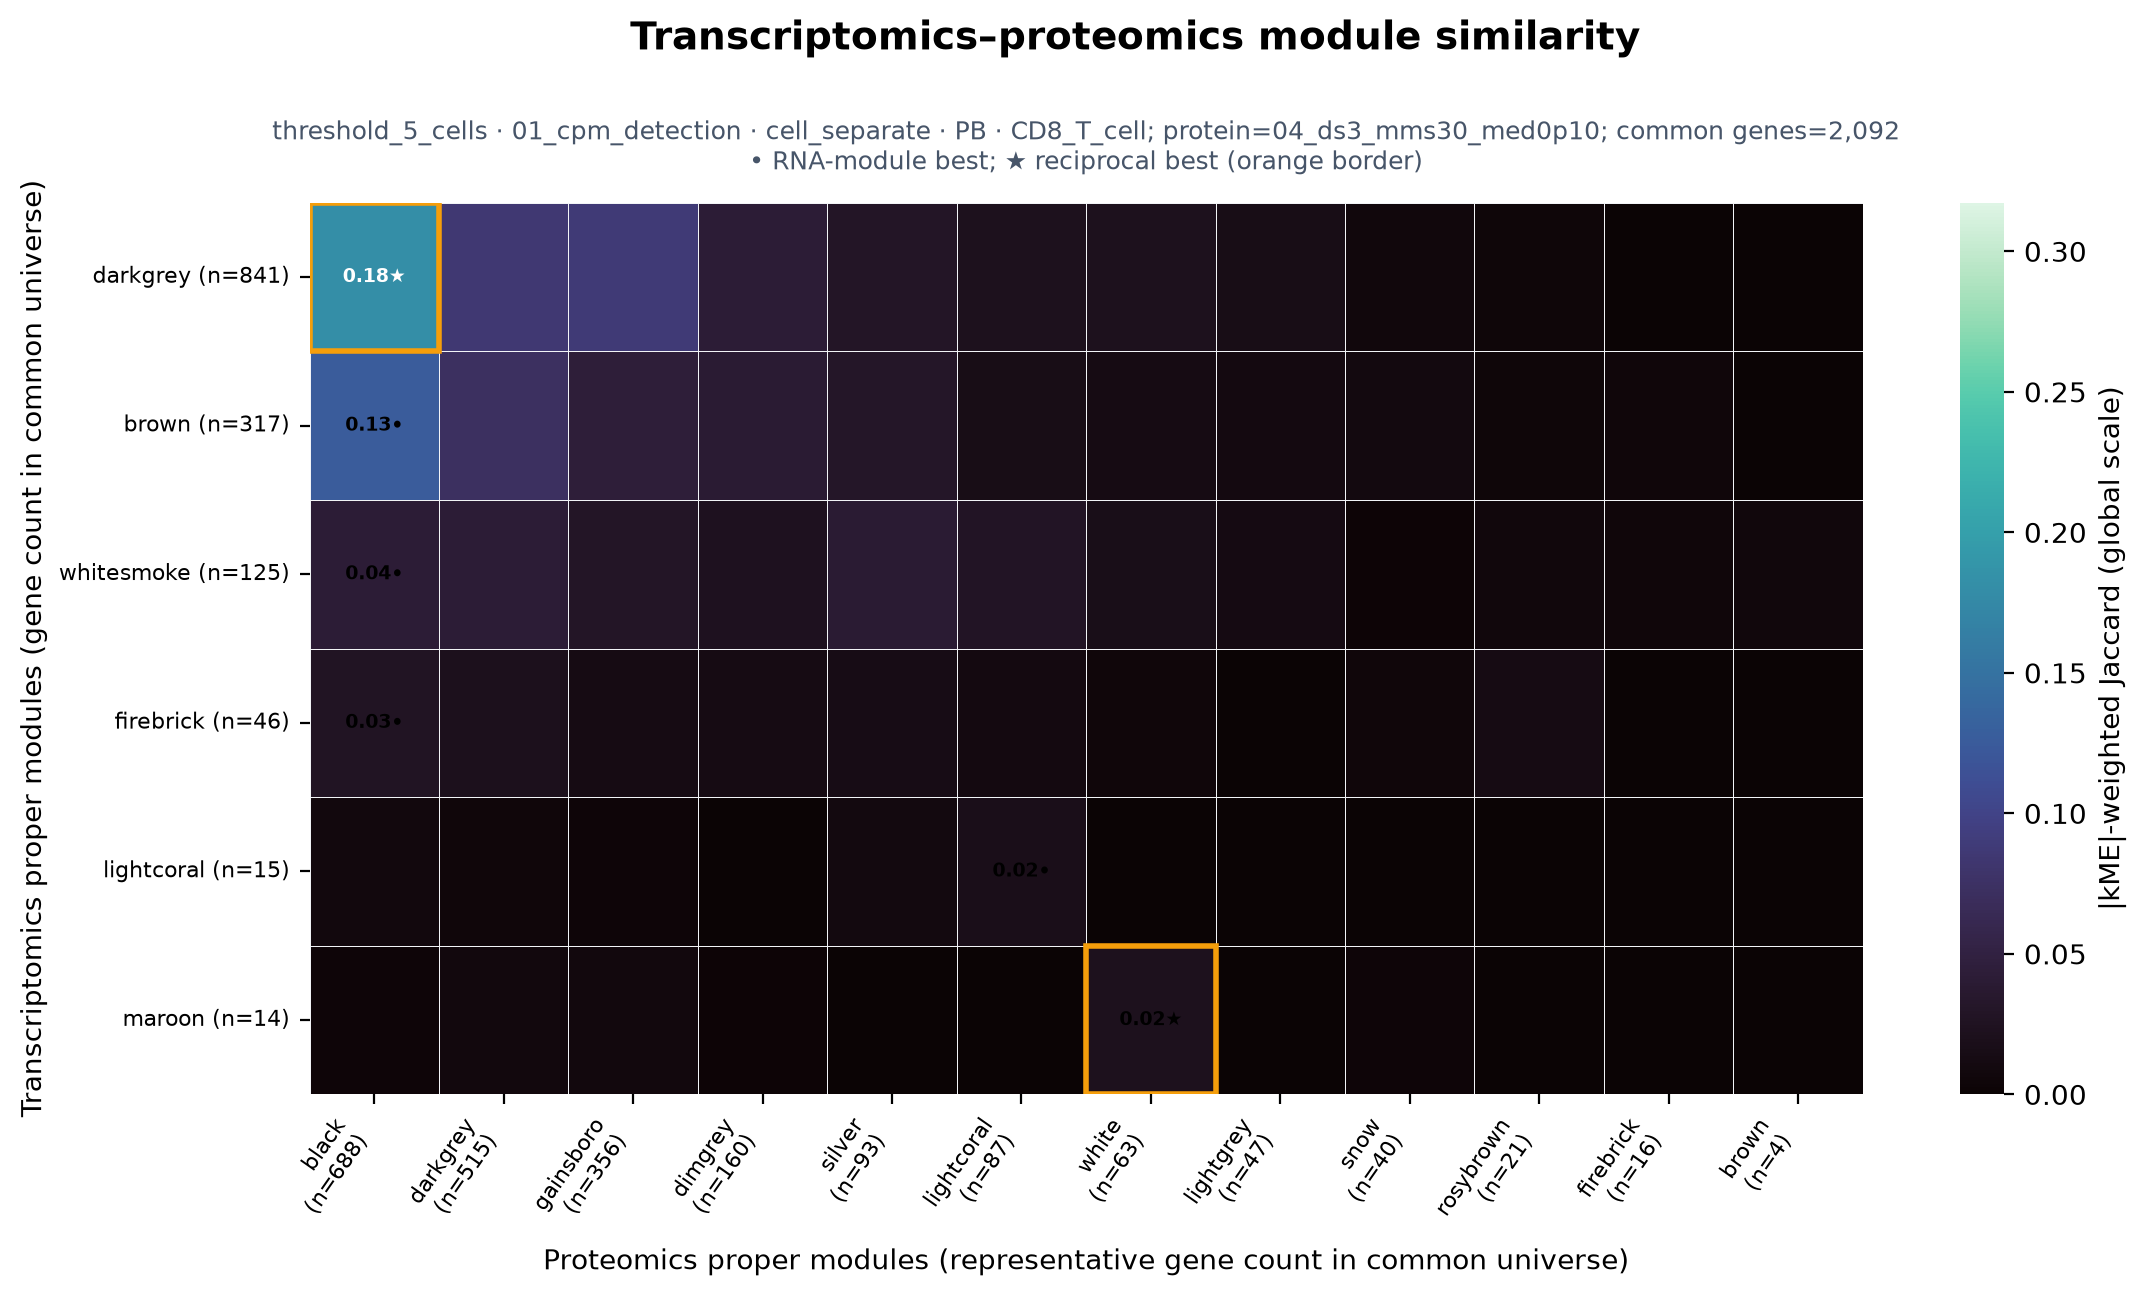 Transcriptomics–proteomics module similarity
threshold_5_cells · 01_cpm_detection · cell_separate · PB · CD8_T_cell; protein=04_ds3_mms30_med0p10; common genes=2,092
• RNA-module best; ★ reciprocal best (orange border)
Transcriptomics proper modules (gene count in common universe)
darkgrey (n=841)
brown (n=317)
whitesmoke (n=125)
firebrick (n=46)
lightcoral (n=15)
maroon (n=14)
0.18★
0.13•
0.04•
0.03•
0.02•
0.02★
black
(n=688)
darkgrey
(n=515)
gainsboro
(n=356)
dimgrey
(n=160)
silver
(n=93)
lightcoral
(n=87)
white
(n=63)
lightgrey
(n=47)
snow
(n=40)
rosybrown
(n=21)
firebrick
(n=16)
brown
(n=4)
Proteomics proper modules (representative gene count in common universe)
0.30
0.25
0.20
0.15
0.10
0.05
0.00
|kME|-weighted Jaccard (global scale)